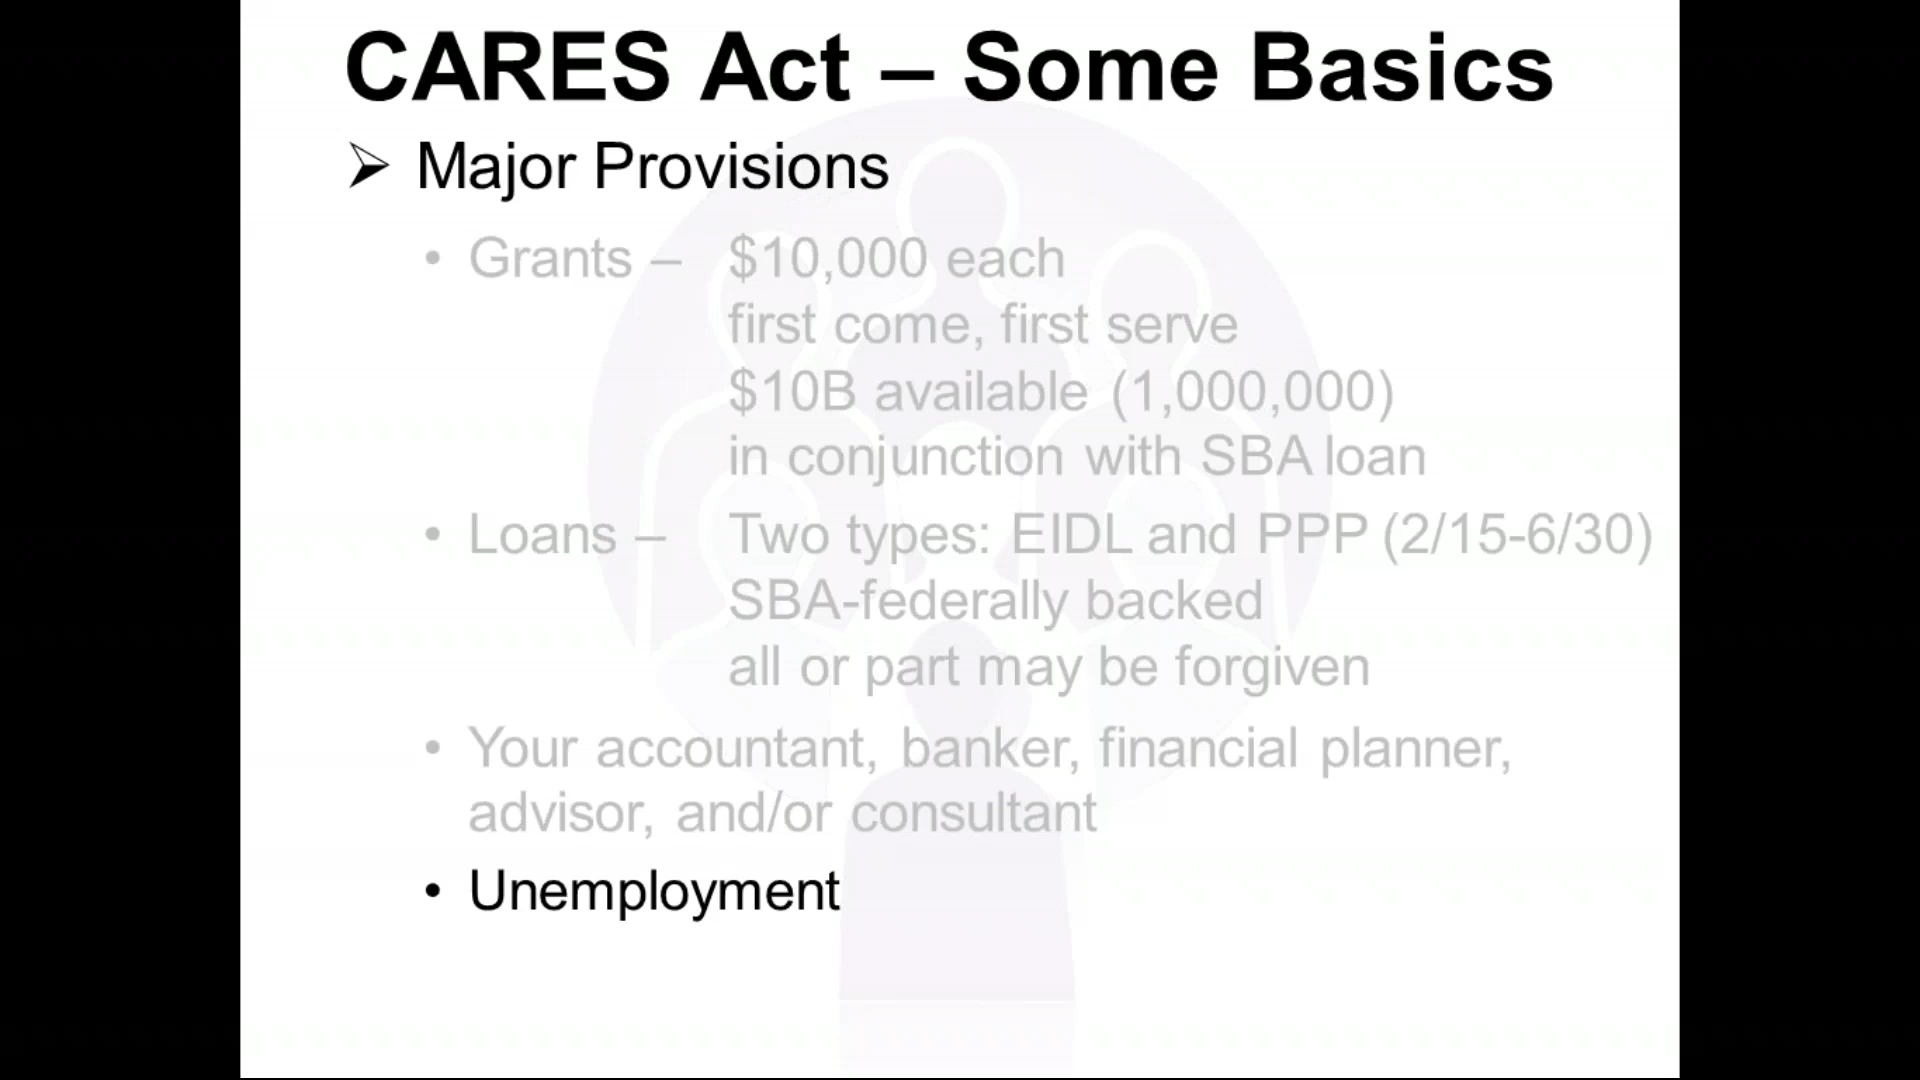 CARES Act – Some Basics
➢ Major Provisions
• Grants – $10,000 each
first come, first serve
$10B available (1,000,000)
in conjunction with SBA loan
• Loans – Two types: EIDL and PPP (2/15-6/30)
SBA-federally backed
all or part may be forgiven
• Your accountant, banker, financial planner,
advisor, and/or consultant
• Unemployment